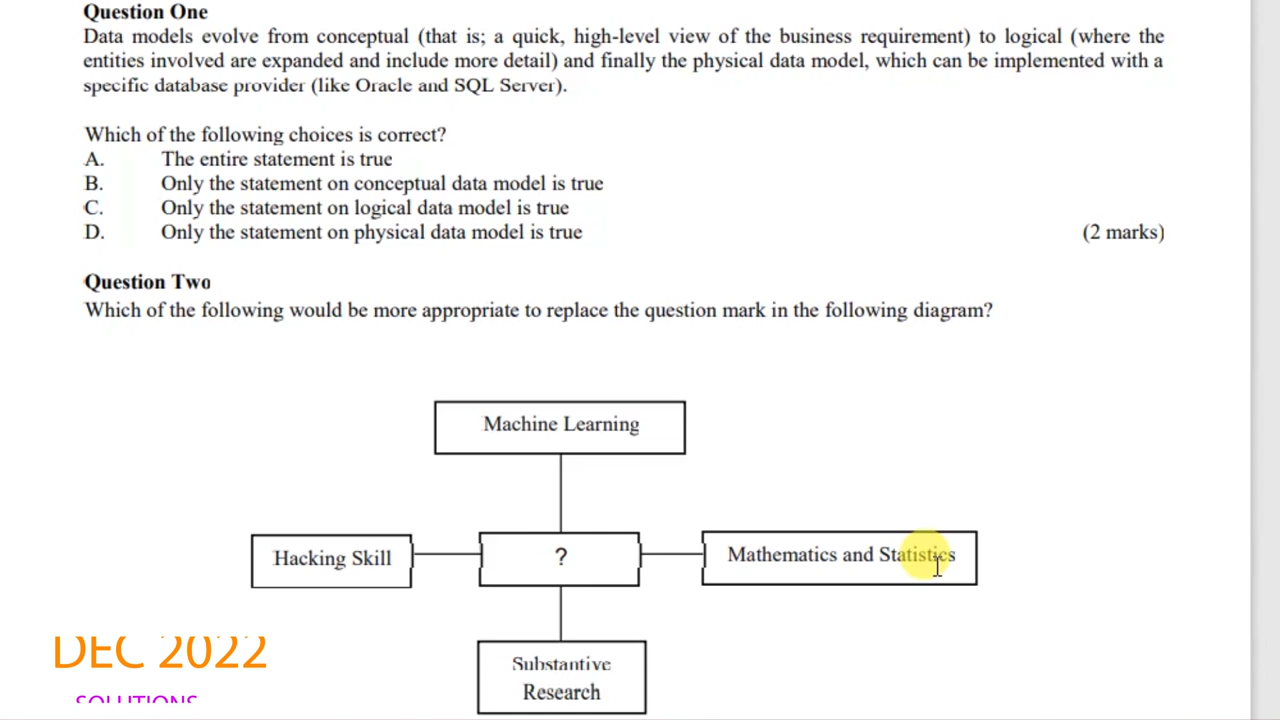 Question One
Data models evolve from conceptual (that is; a quick, high-level view of the business requirement) to logical (where the
entities involved are expanded and include more detail) and finally the physical data model, which can be implemented with a
specific database provider (like Oracle and SQL Server).
Which of the following choices is correct?
A. The entire statement is true
B. Only the statement on conceptual data model is true
C. Only the statement on logical data model is true
D. Only the statement on physical data model is true (2 marks)
Question Two
Which of the following would be more appropriate to replace the question mark in the following diagram?
Machine Learning
Hacking Skill ? Mathematics and Statistics
Substantive
Research
DEC 2022
SOLUTIONS